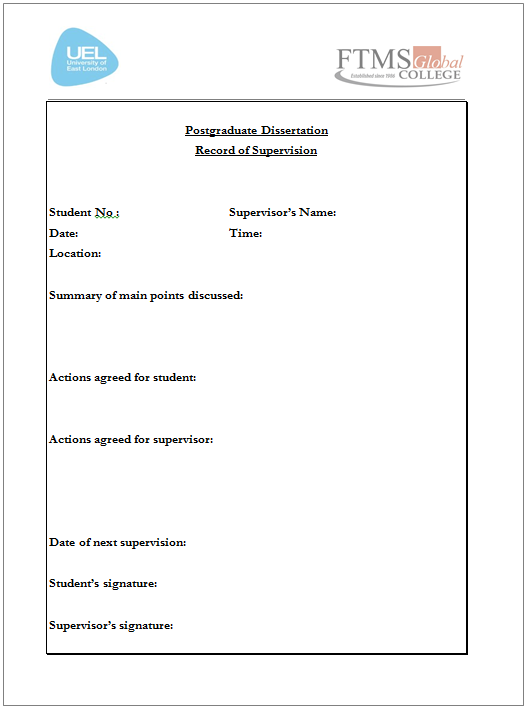 UEL
University of
East London
FTMS Global
Established since 1986
COLLEGE
Postgraduate Dissertation
Record of Supervision
Student No : Supervisor's Name:
Date: Time:
Location:
Summary of main points discussed:
Actions agreed for student:
Actions agreed for supervisor:
Date of next supervision:
Student's signature:
Supervisor's signature: